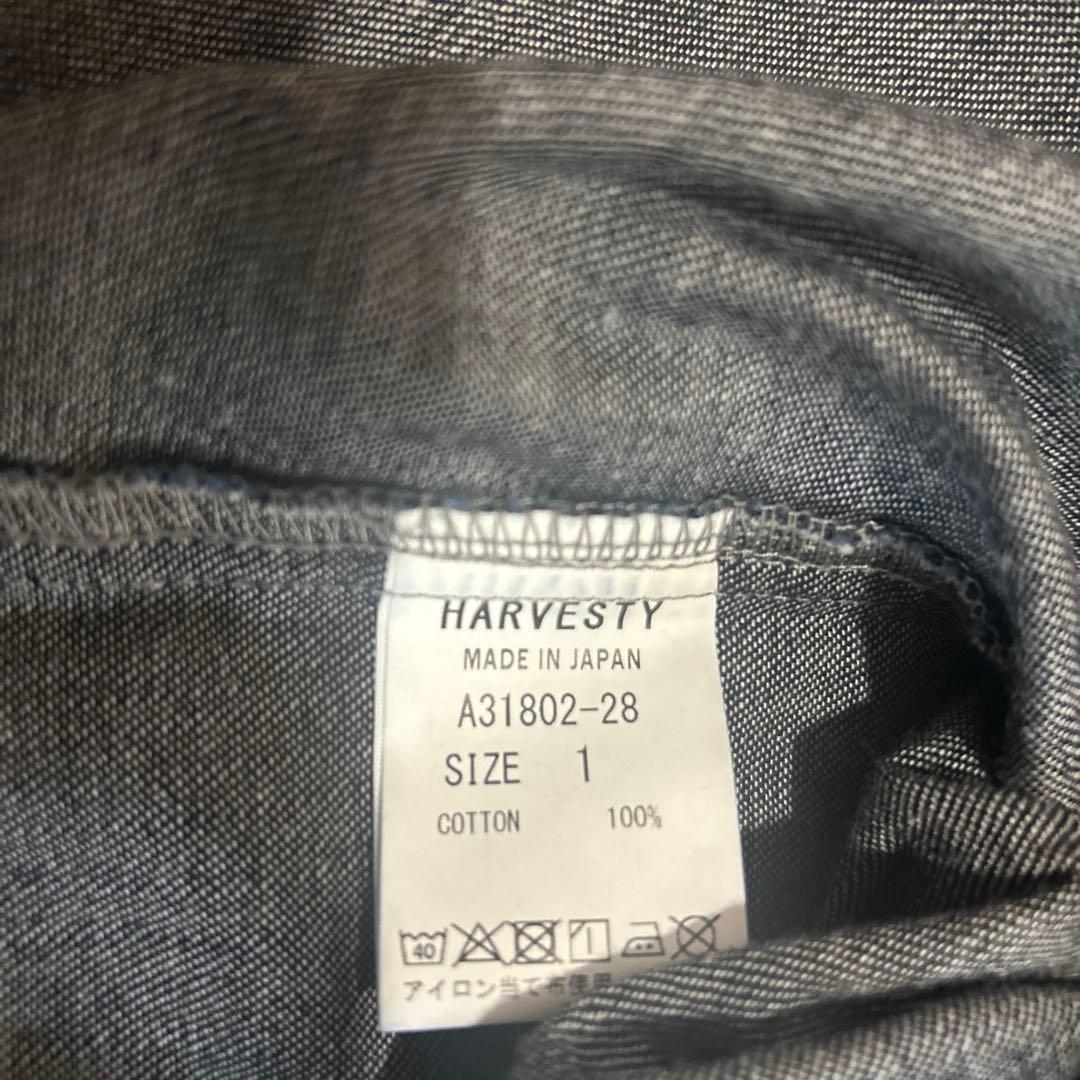 HARVESTY
MADE IN JAPAN
A31802-28
SIZE 1
COTTON 100%
40
アイロン当て布使用